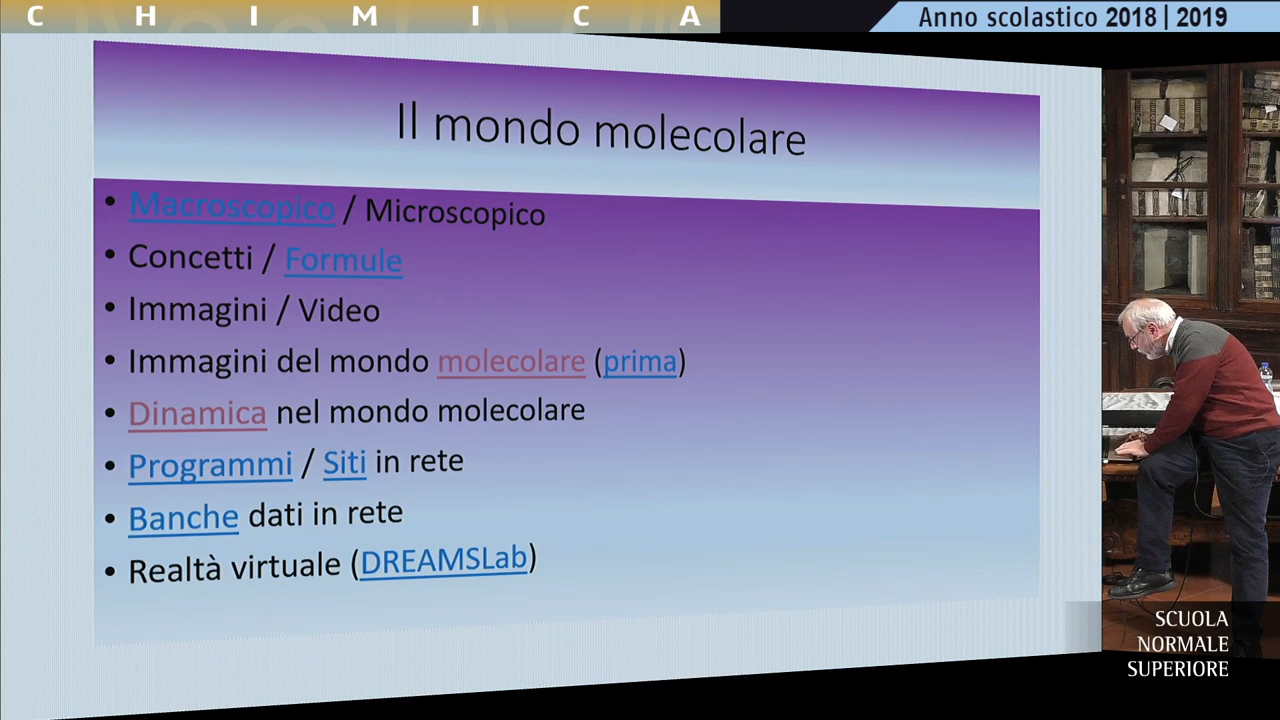 CHIMICA
Anno scolastico 2018 | 2019
Il mondo molecolare
• Macroscopico / Microscopico
• Concetti / Formule
• Immagini / Video
• Immagini del mondo molecolare (prima)
• Dinamica nel mondo molecolare
• Programmi / Siti in rete
• Banche dati in rete
• Realtà virtuale (DREAMSLab)
SCUOLA
NORMALE
SUPERIORE